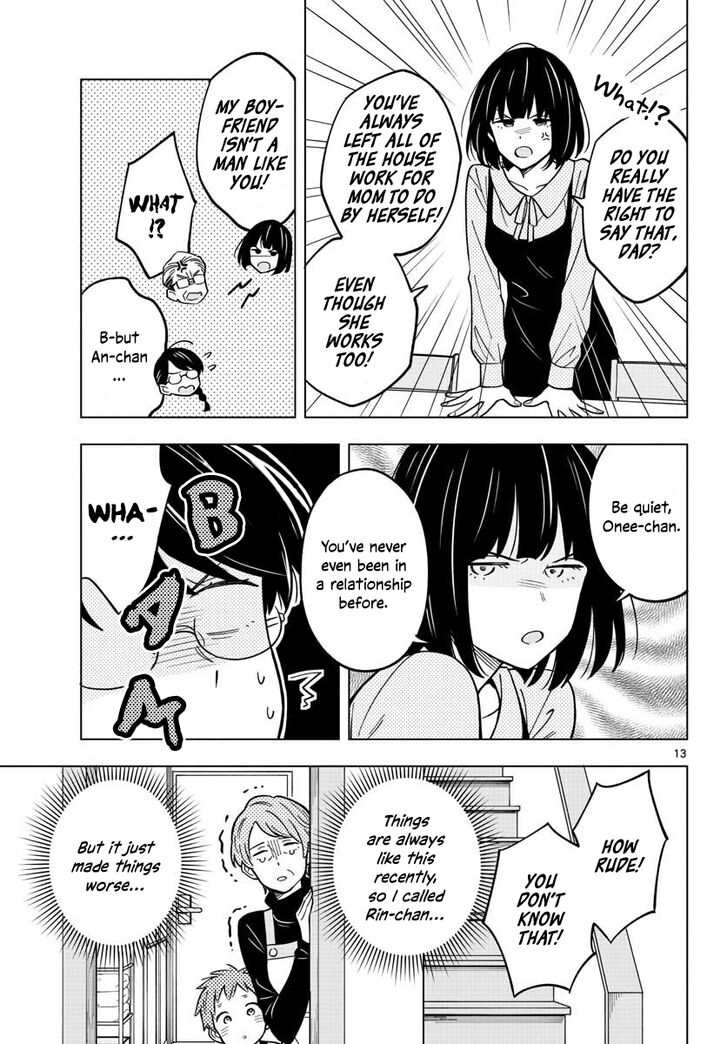 What!?
DO YOU
REALLY
HAVE THE
RIGHT TO
SAY THAT,
DAD?
YOU'VE
ALWAYS
LEFT ALL OF
THE HOUSE
WORK FOR
MOM TO DO
BY HERSELF!
EVEN
THOUGH
SHE
WORKS
TOO!
MY BOY-
FRIEND
ISN'T A
MAN LIKE
YOU!
WHAT
!?
B-but
An-chan
...
Be quiet,
Onee-chan.
You've never
even been in
a relationship
before.
BAM
WHA-
...
13
HOW
RUDE!
YOU
DON'T
KNOW
THAT!
Things
are always
like this
recently,
so I called
Rin-chan...
But it just
made things
worse...